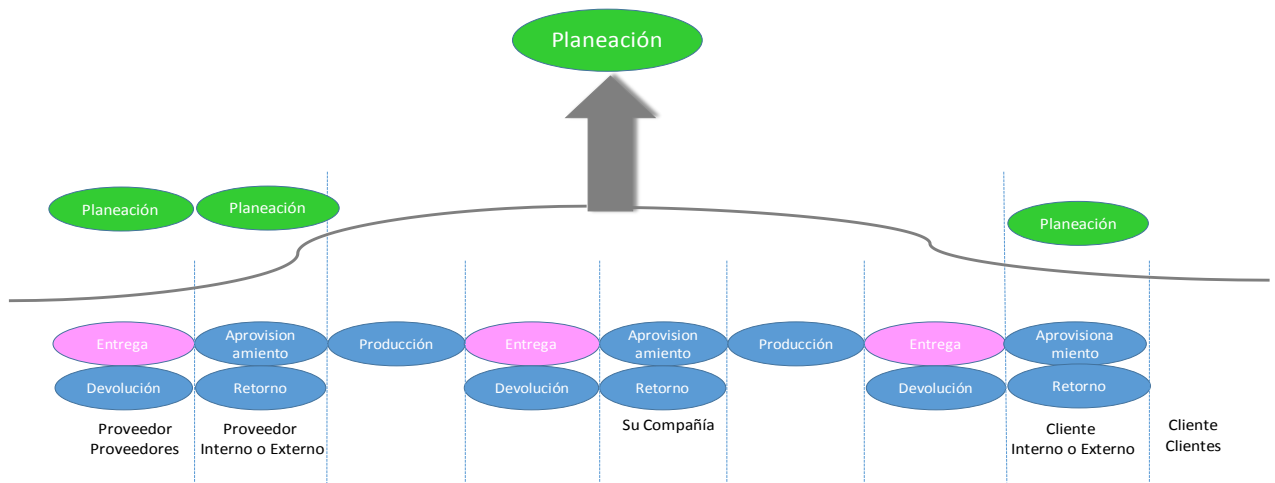 Planeación
Planeación
Planeación
Planeación
Entrega
Aprovision
amiento
Producción
Entrega
Aprovision
amiento
Producción
Entrega
Aprovisiona
miento
Devolución
Retorno
Devolución
Retorno
Devolución
Retorno
Proveedor
Proveedores
Proveedor
Interno o Externo
Su Compañía
Cliente
Interno o Externo
Cliente
Clientes